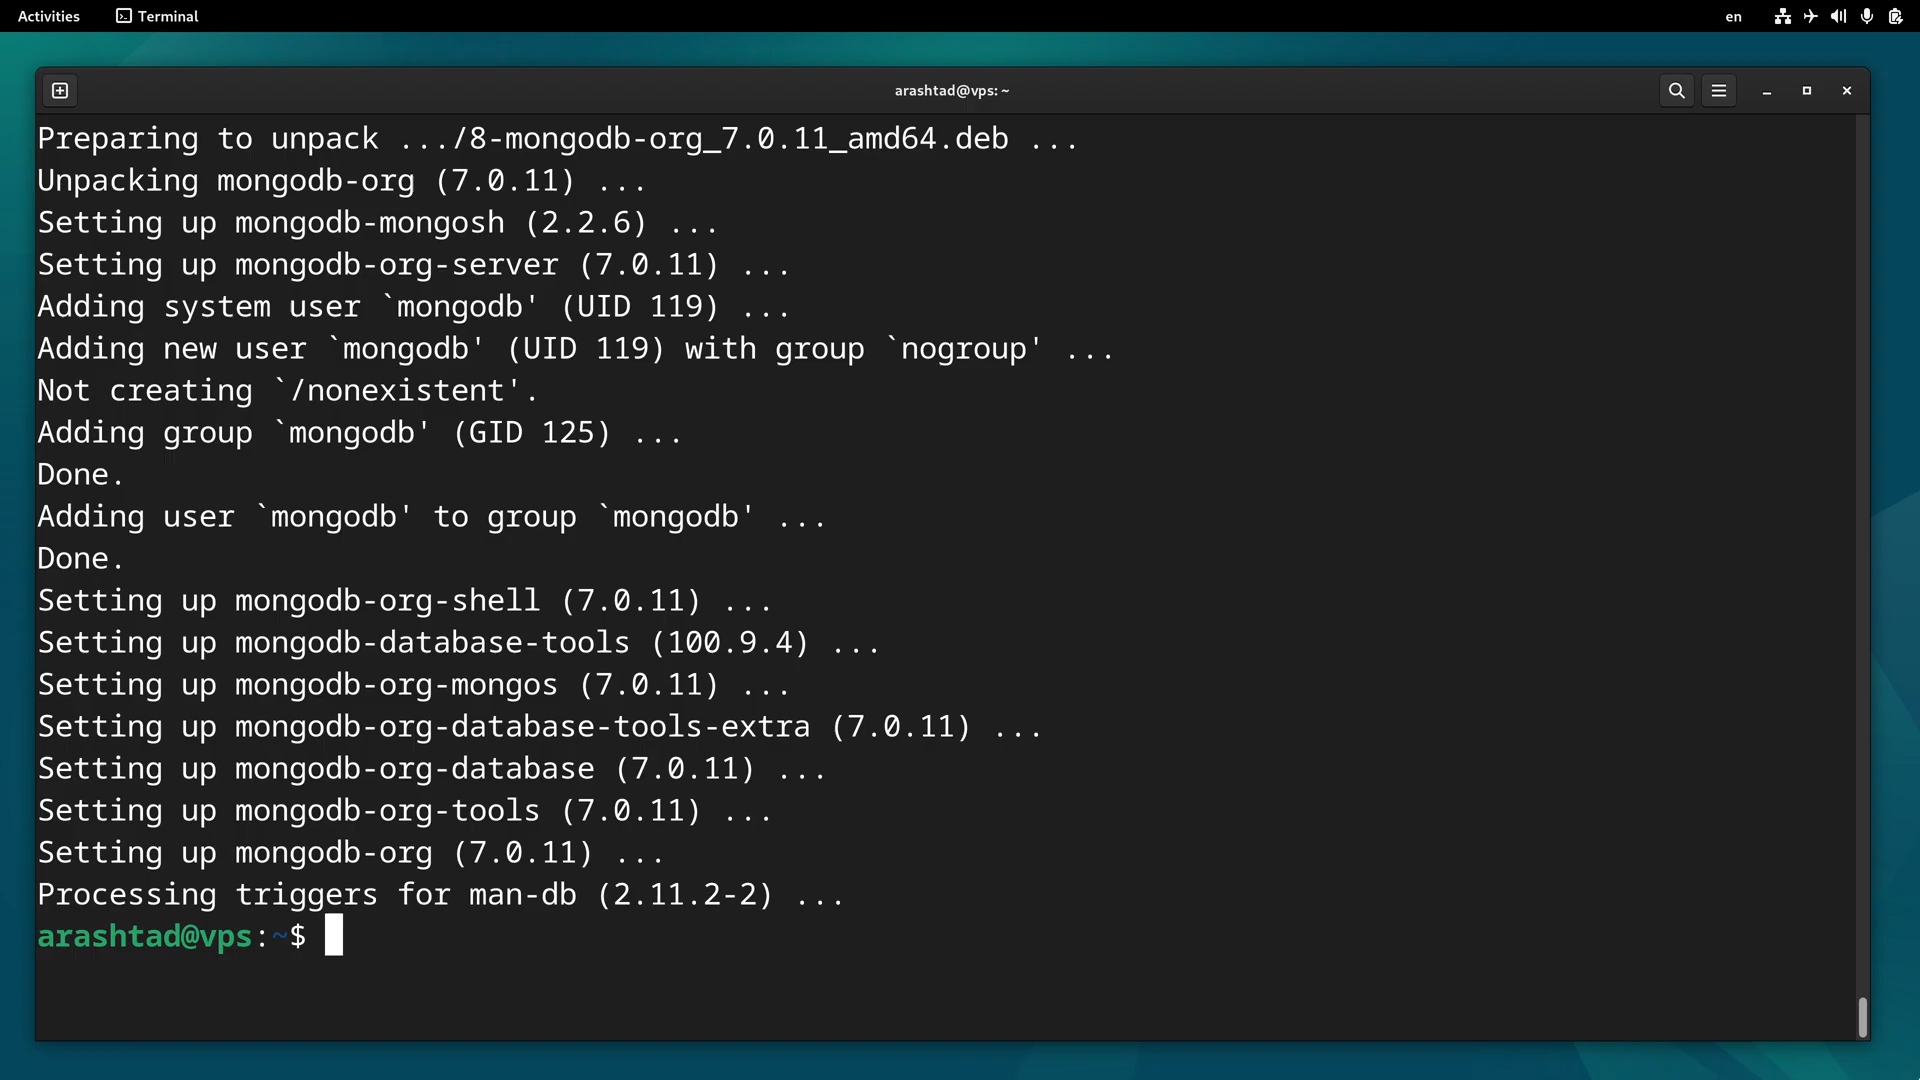 Activities Terminal en
arashtad@vps: ~
Preparing to unpack .../8-mongodb-org_7.0.11_amd64.deb ...
Unpacking mongodb-org (7.0.11) ...
Setting up mongodb-mongosh (2.2.6) ...
Setting up mongodb-org-server (7.0.11) ...
Adding system user `mongodb' (UID 119) ...
Adding new user `mongodb' (UID 119) with group `nogroup' ...
Not creating `/nonexistent'.
Adding group `mongodb' (GID 125) ...
Done.
Adding user `mongodb' to group `mongodb' ...
Done.
Setting up mongodb-org-shell (7.0.11) ...
Setting up mongodb-database-tools (100.9.4) ...
Setting up mongodb-org-mongos (7.0.11) ...
Setting up mongodb-org-database-tools-extra (7.0.11) ...
Setting up mongodb-org-database (7.0.11) ...
Setting up mongodb-org-tools (7.0.11) ...
Setting up mongodb-org (7.0.11) ...
Processing triggers for man-db (2.11.2-2) ...
arashtad@vps:~$